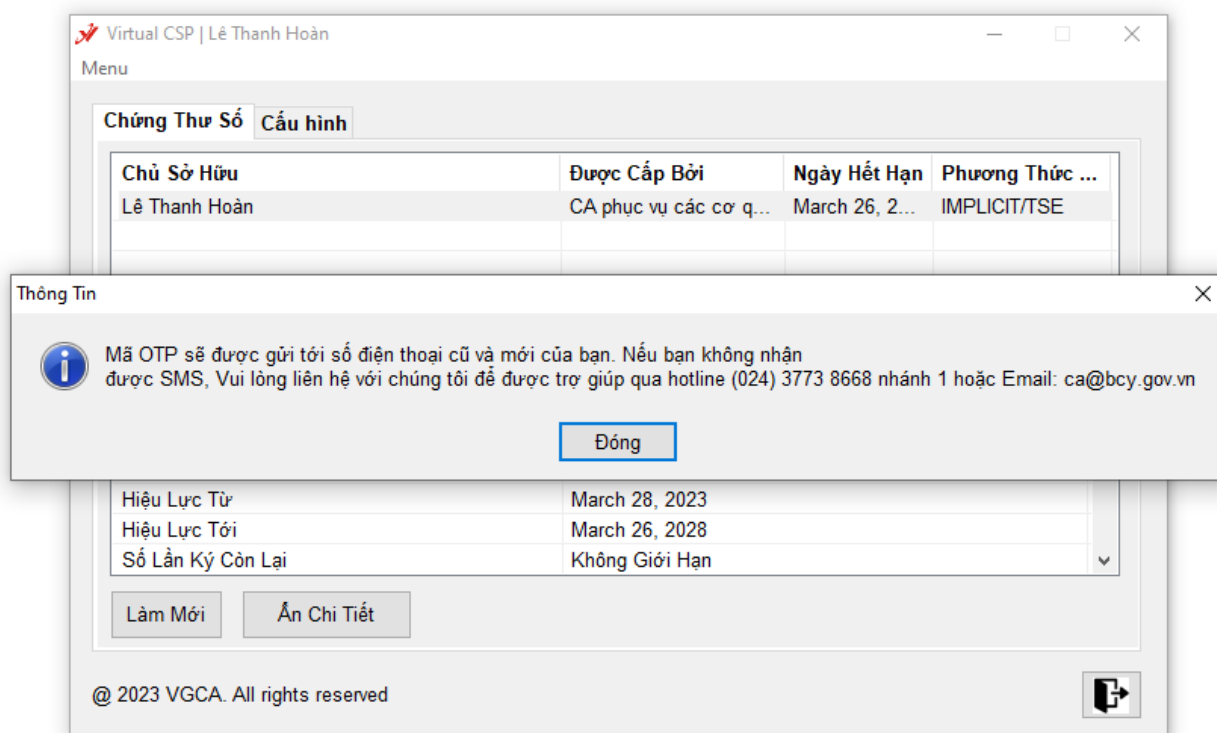 Virtual CSP | Lê Thanh Hoàn
Menu
Chứng Thư Số Cấu hình
Chủ Sở Hữu Được Cấp Bởi Ngày Hết Hạn Phương Thức ...
Lê Thanh Hoàn CA phục vụ các cơ q... March 26, 2... IMPLICIT/TSE
Thông Tin
Mã OTP sẽ được gửi tới số điện thoại cũ và mới của bạn. Nếu bạn không nhận
được SMS, Vui lòng liên hệ với chúng tôi để được trợ giúp qua hotline (024) 3773 8668 nhánh 1 hoặc Email: ca@bcy.gov.vn
Đóng
Hiệu Lực Từ March 28, 2023
Hiệu Lực Tới March 26, 2028
Số Lần Ký Còn Lại Không Giới Hạn
Làm Mới Ẩn Chi Tiết
@ 2023 VGCA. All rights reserved